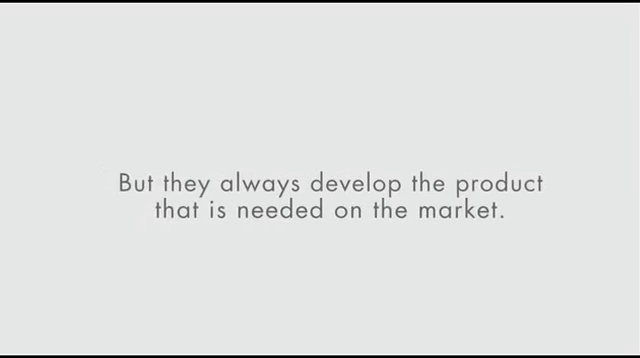 But they always develop the product
that is needed on the market.